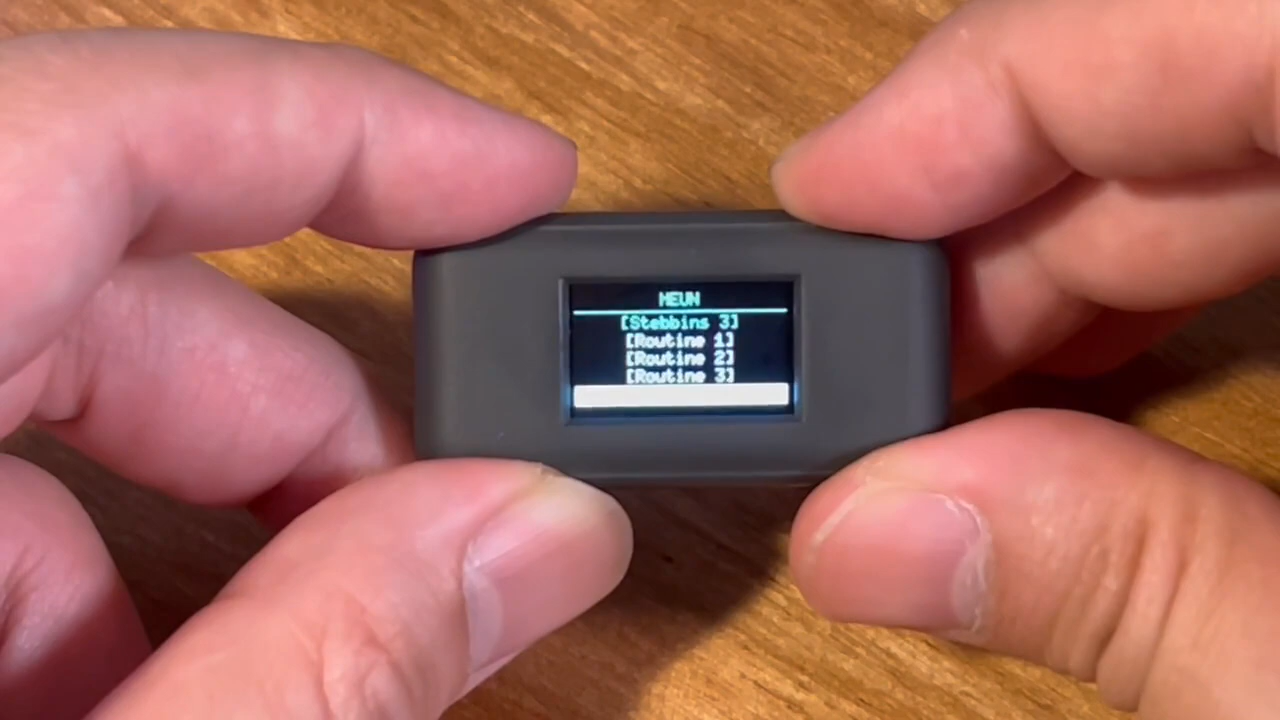 MEUN
[Stebbins 3]
[Routine 1]
[Routine 2]
[Routine 3]